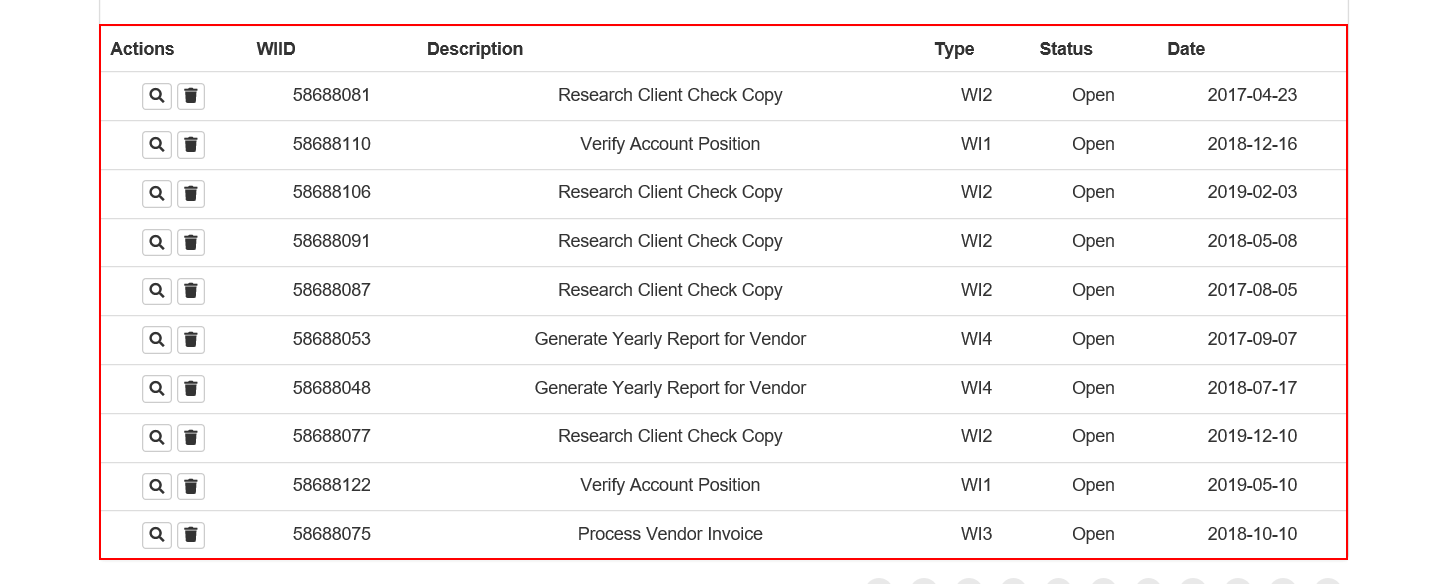 Actions WIID Description Type Status Date
58688081 Research Client Check Copy WI2 Open 2017-04-23
58688110 Verify Account Position WI1 Open 2018-12-16
58688106 Research Client Check Copy WI2 Open 2019-02-03
58688091 Research Client Check Copy WI2 Open 2018-05-08
58688087 Research Client Check Copy WI2 Open 2017-08-05
58688053 Generate Yearly Report for Vendor WI4 Open 2017-09-07
58688048 Generate Yearly Report for Vendor WI4 Open 2018-07-17
58688077 Research Client Check Copy WI2 Open 2019-12-10
58688122 Verify Account Position WI1 Open 2019-05-10
58688075 Process Vendor Invoice WI3 Open 2018-10-10